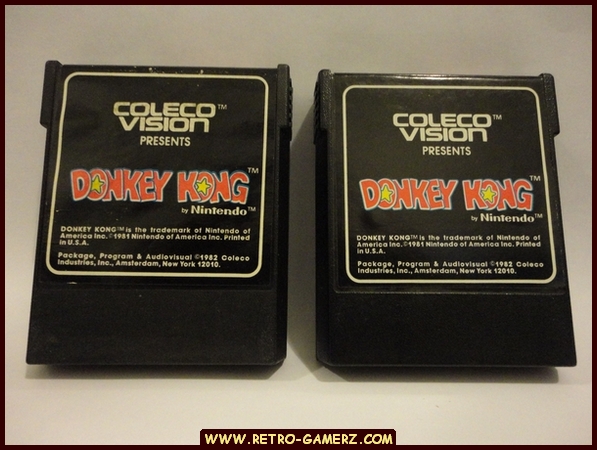 COLECO™
VISION
PRESENTS
DONKEY KONG™
by Nintendo™
DONKEY KONG™ is the trademark of Nintendo of
America Inc. ©1981 Nintendo of America Inc. Printed
in U.S.A.
Package, Program & Audiovisual ©1982 Coleco
Industries, Inc., Amsterdam, New York 12010.
COLECO™
VISION
PRESENTS
DONKEY KONG™
by Nintendo™
DONKEY KONG™ is the trademark of Nintendo of
America Inc. ©1981 Nintendo of America Inc. Printed
in U.S.A.
Package, Program & Audiovisual ©1982 Coleco
Industries, Inc., Amsterdam, New York 12010.
WWW.RETRO-GAMERZ.COM